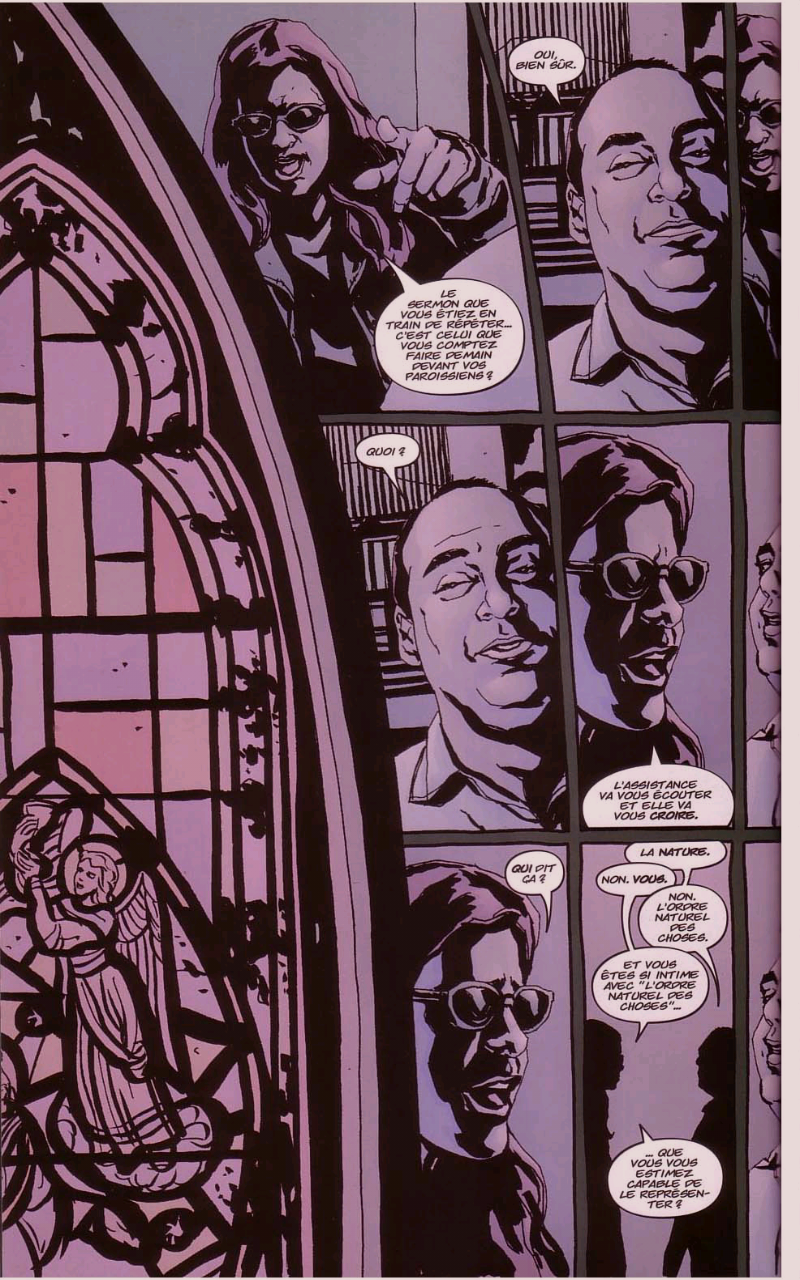 LE
SERMON QUE
VOUS ÉTIEZ EN
TRAIN DE RÉPÉTER...
C'EST CELUI QUE
VOUS COMPTEZ
FAIRE DEMAIN
DEVANT VOS
PAROISSIENS ?
OUI,
BIEN SÛR.
QUOI ?
L'ASSISTANCE
VA VOUS ÉCOUTER
ET ELLE VA
VOUS CROIRE.
QUI DIT
ÇA ?
LA NATURE.
NON. VOUS.
NON.
L'ORDRE
NATUREL
DES
CHOSES.
ET VOUS
ÊTES SI INTIME
AVEC "L'ORDRE
NATUREL DES
CHOSES"...
... QUE
VOUS VOUS
ESTIMEZ
CAPABLE DE
LE REPRÉSEN-
TER ?